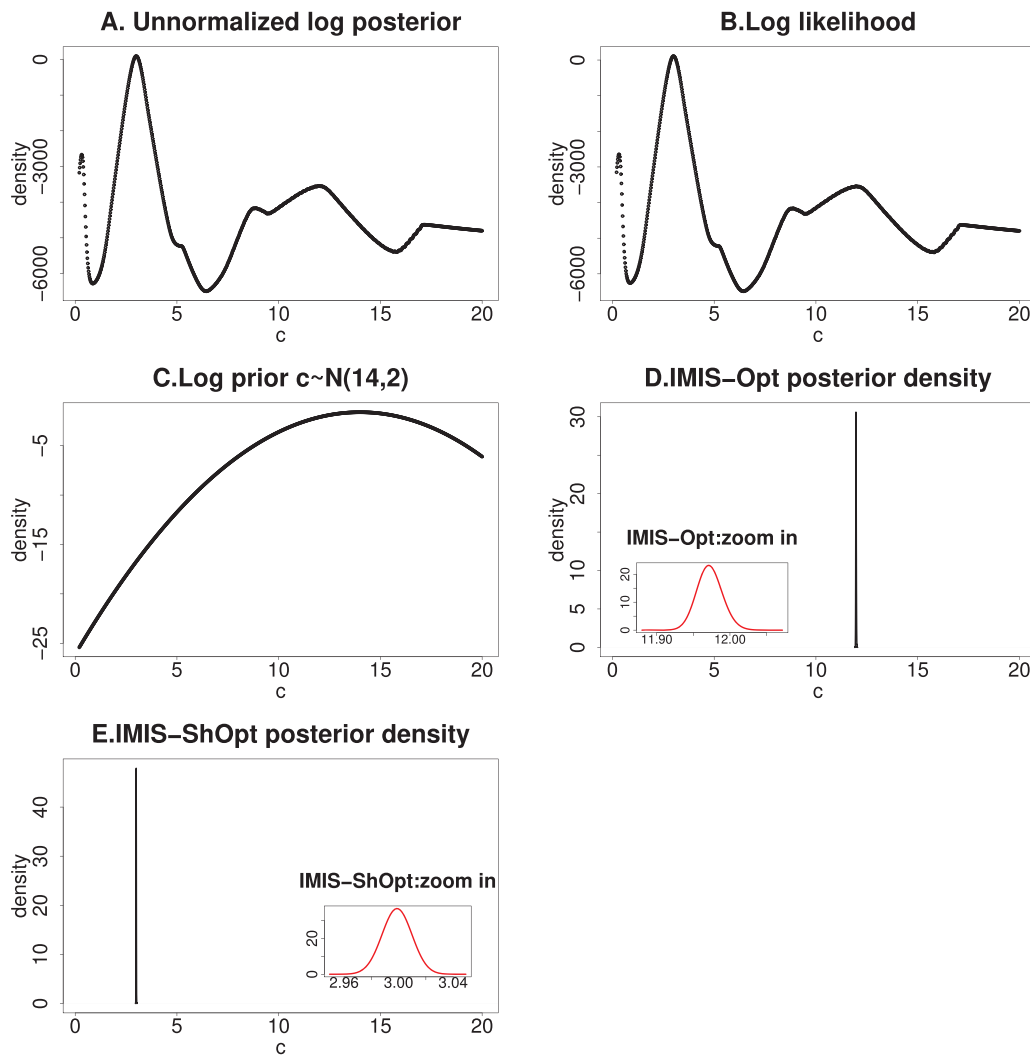 A. Unnormalized log posterior
density
0
−3000
−6000
0 5 10 15 20
c
B.Log likelihood
density
0
−3000
−6000
0 5 10 15 20
c
C.Log prior c~N(14,2)
density
−5
−15
−25
0 5 10 15 20
c
D.IMIS−Opt posterior density
density
30
25
20
15
10
5
0
0 5 10 15 20
c
IMIS−Opt:zoom in
20
10
0
11.90 12.00
E.IMIS−ShOpt posterior density
density
40
30
20
10
0
0 5 10 15 20
c
IMIS−ShOpt:zoom in
20
0
2.96 3.00 3.04